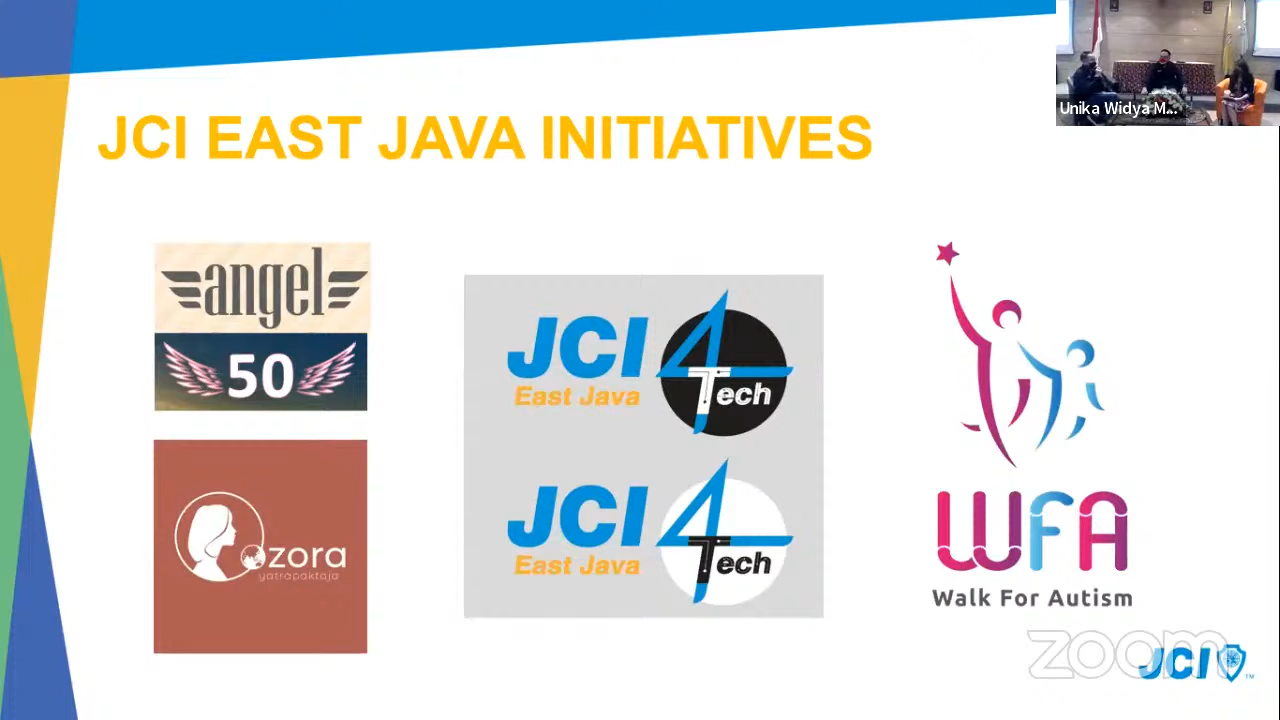 Unika Widya M...
JCI EAST JAVA INITIATIVES
angel
50
zora
yatrapaktaja
JCI 4
East Java Tech
JCI 4
East Java Tech
WFA
Walk For Autism
zoom
JCI
TM